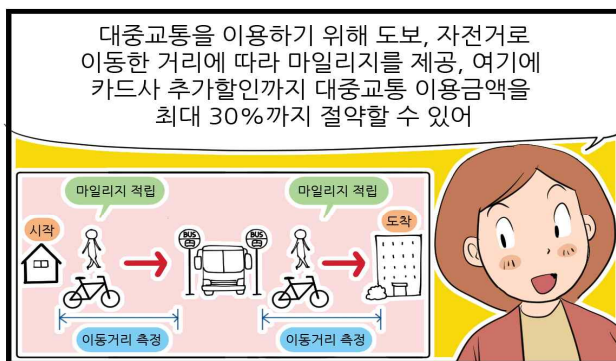 대중교통을 이용하기 위해 도보, 자전거로
이동한 거리에 따라 마일리지를 제공, 여기에
카드사 추가할인까지 대중교통 이용금액을
최대 30%까지 절약할 수 있어
마일리지 적립
마일리지 적립
시작
BUS
BUS
도착
이동거리 측정
이동거리 측정